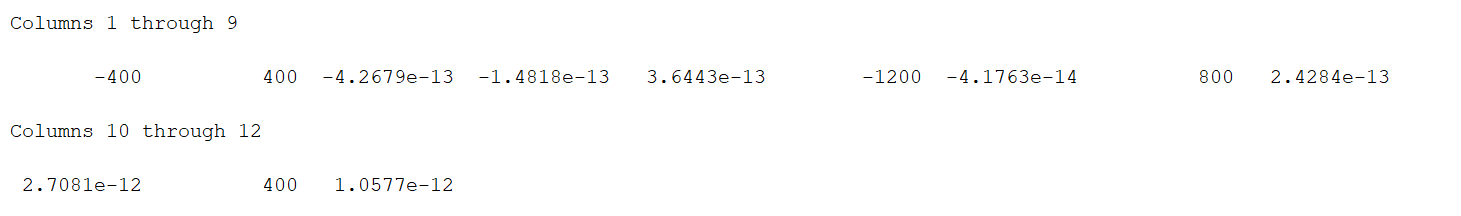 Columns 1 through 9
-400 400 -4.2679e-13 -1.4818e-13 3.6443e-13 -1200 -4.1763e-14 800 2.4284e-13
Columns 10 through 12
2.7081e-12 400 1.0577e-12